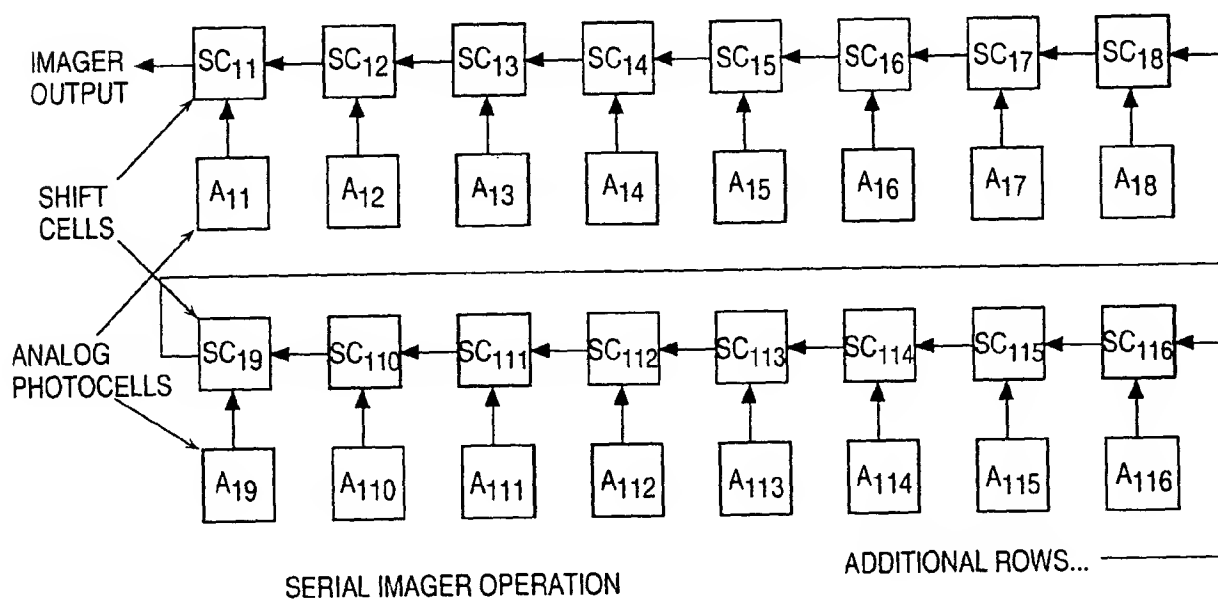 IMAGER
OUTPUT
SC11 SC12 SC13 SC14 SC15 SC16 SC17 SC18
A11 A12 A13 A14 A15 A16 A17 A18
SHIFT
CELLS
ANALOG
PHOTOCELLS
SC19 SC110 SC111 SC112 SC113 SC114 SC115 SC116
A19 A110 A111 A112 A113 A114 A115 A116
ADDITIONAL ROWS...
SERIAL IMAGER OPERATION